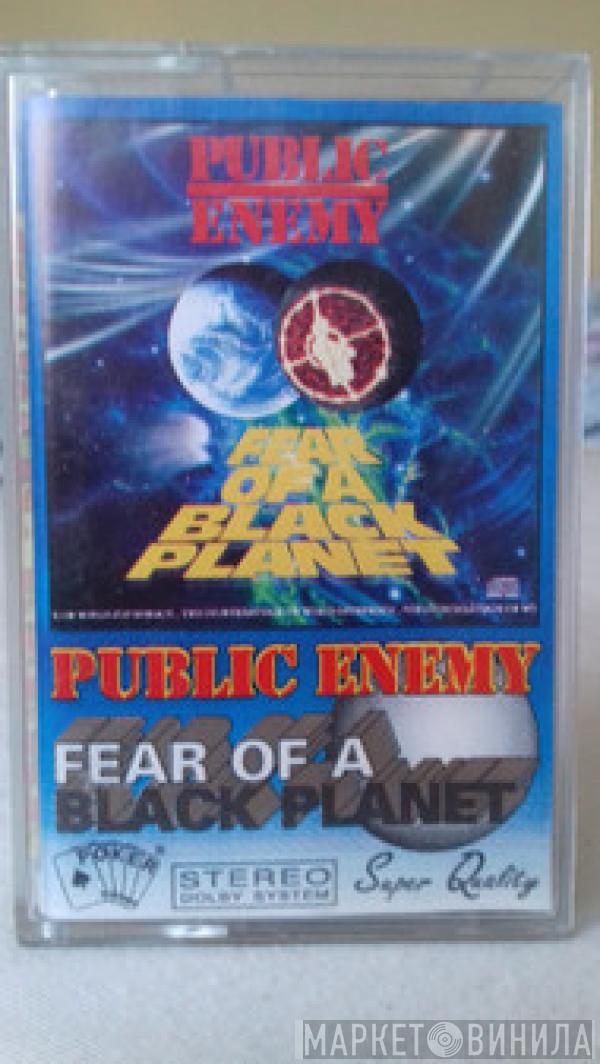 PUBLIC
ENEMY
FEAR
OF A
BLACK
PLANET
PUBLIC ENEMY
FEAR OF A
BLACK PLANET
POKER
STEREO
DOLBY SYSTEM
Super Quality
МАРКЕТ ВИНИЛА